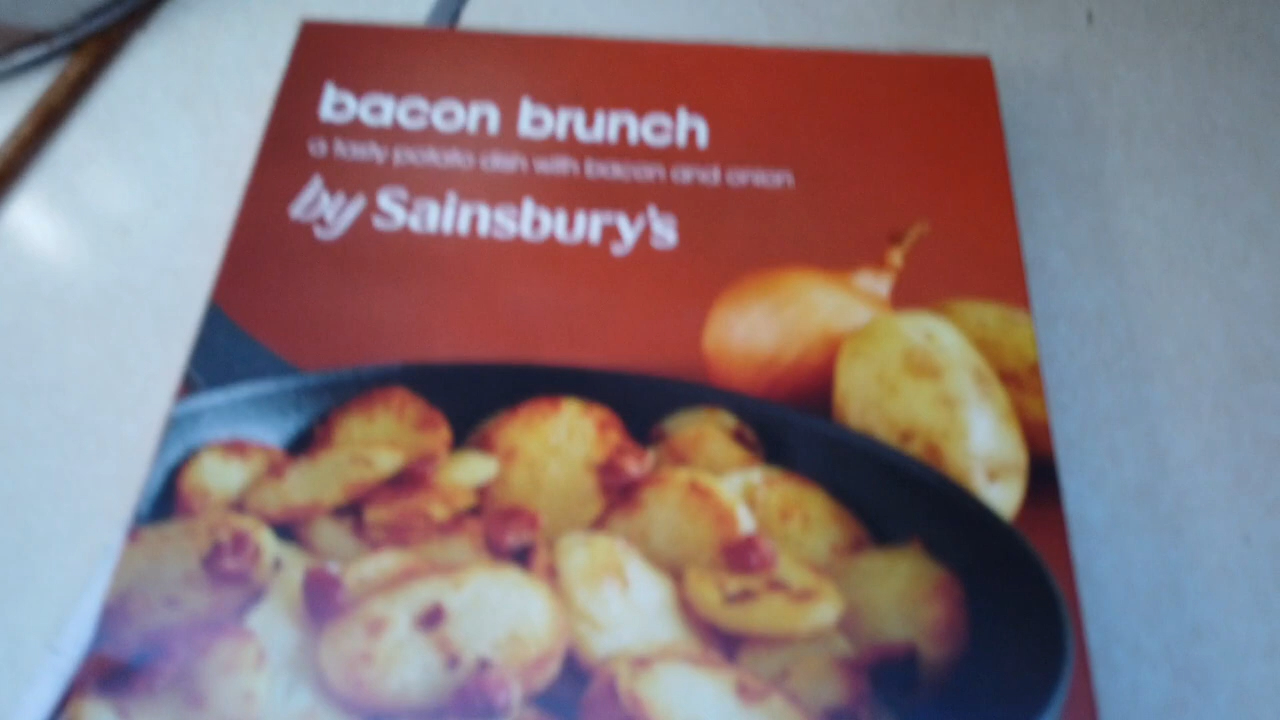 bacon brunch
a tasty potato dish with bacon and onion
by Sainsbury's